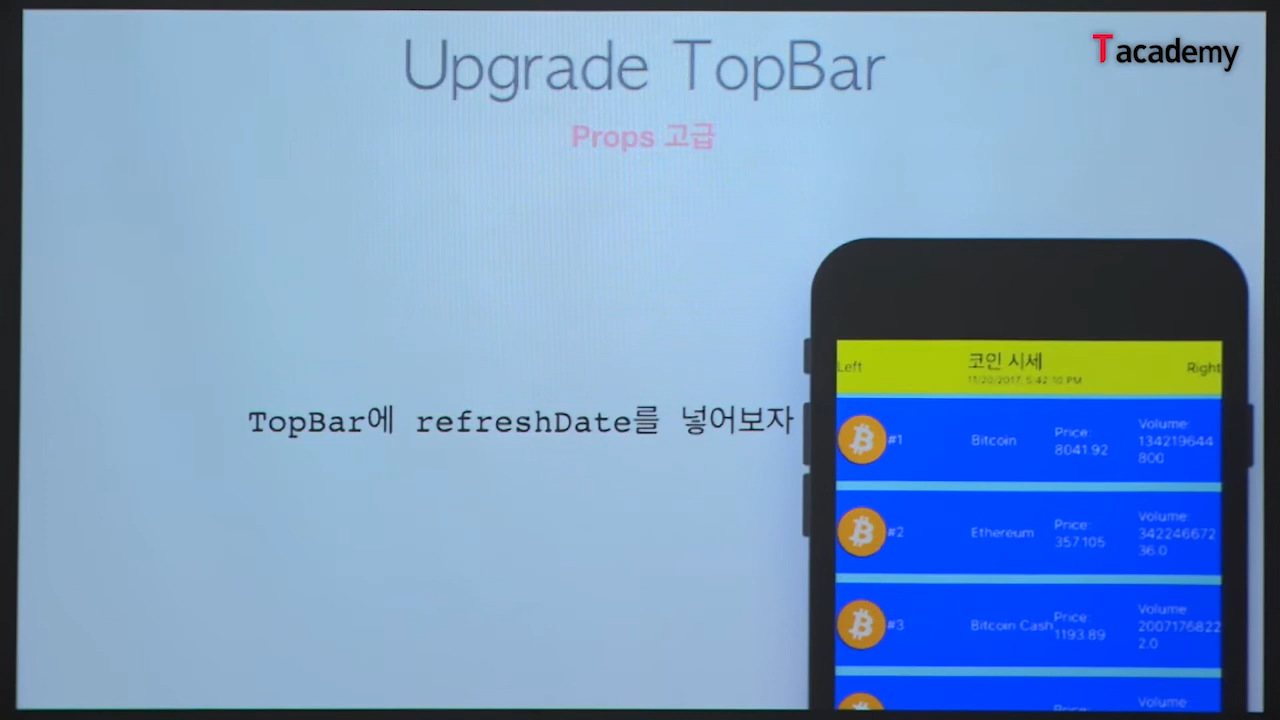 Upgrade TopBar
Tacademy
Props 고급
TopBar에 refreshDate를 넣어보자
Left
코인 시세
11/20/2017, 5:42:10 PM
Right
#1
Bitcoin
Price:
8041.92
Volume:
134219644
800
#2
Ethereum
Price:
357.105
Volume:
342246672
36.0
#3
Bitcoin Cash
Price:
1193.89
Volume:
2007176822
2.0
Price:
Volume: